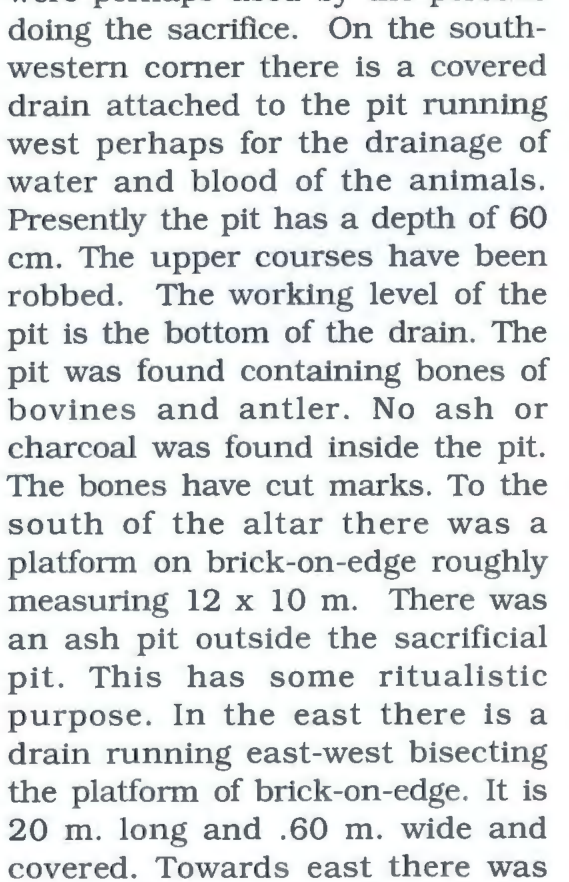 doing the sacrifice. On the south-
western corner there is a covered
drain attached to the pit running
west perhaps for the drainage of
water and blood of the animals.
Presently the pit has a depth of 60
cm. The upper courses have been
robbed. The working level of the
pit is the bottom of the drain. The
pit was found containing bones of
bovines and antler. No ash or
charcoal was found inside the pit.
The bones have cut marks. To the
south of the altar there was a
platform on brick-on-edge roughly
measuring 12 x 10 m. There was
an ash pit outside the sacrificial
pit. This has some ritualistic
purpose. In the east there is a
drain running east-west bisecting
the platform of brick-on-edge. It is
20 m. long and .60 m. wide and
covered. Towards east there was